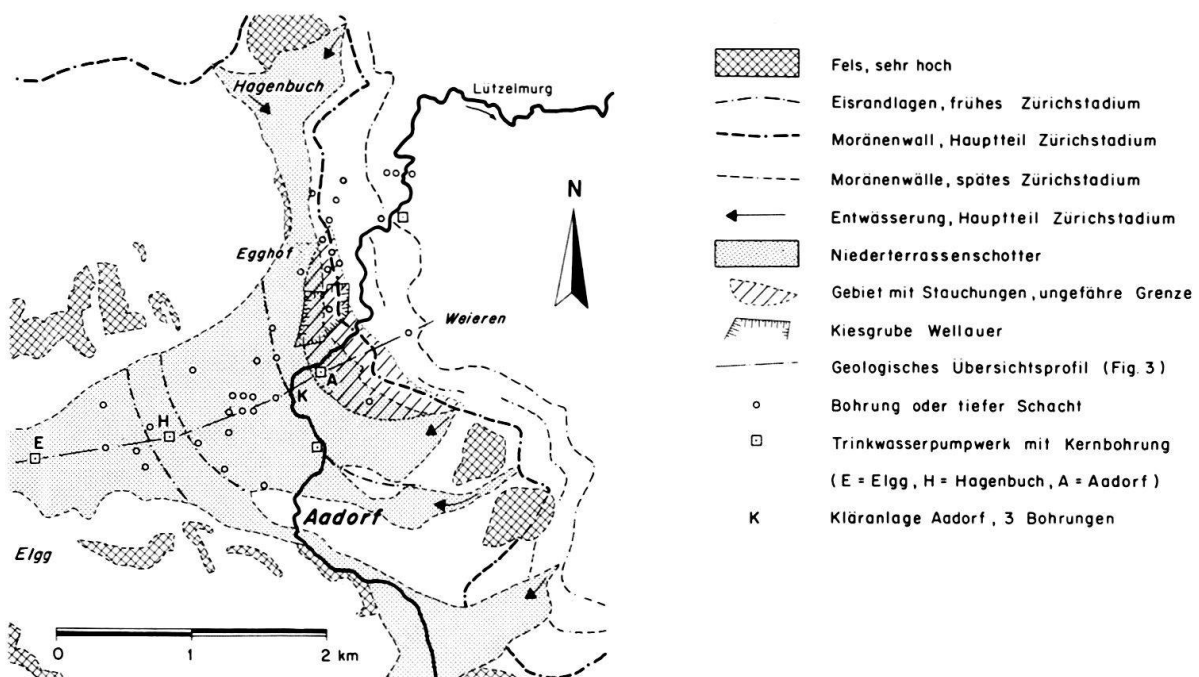 Hagenbuch
Lützelmurg
N
Egghof
Weieren
A
K
H
E
Aadorf
Elgg
0 1 2 km
Fels, sehr hoch
Eisrandlagen, frühes Zürichstadium
Moränenwall, Hauptteil Zürichstadium
Moränenwälle, spätes Zürichstadium
Entwässerung, Hauptteil Zürichstadium
Niederterrassenschotter
Gebiet mit Stauchungen, ungefähre Grenze
Kiesgrube Wellauer
Geologisches Übersichtsprofil (Fig. 3)
Bohrung oder tiefer Schacht
Trinkwasserpumpwerk mit Kernbohrung
(E = Elgg, H = Hagenbuch, A = Aadorf)
K Kläranlage Aadorf, 3 Bohrungen